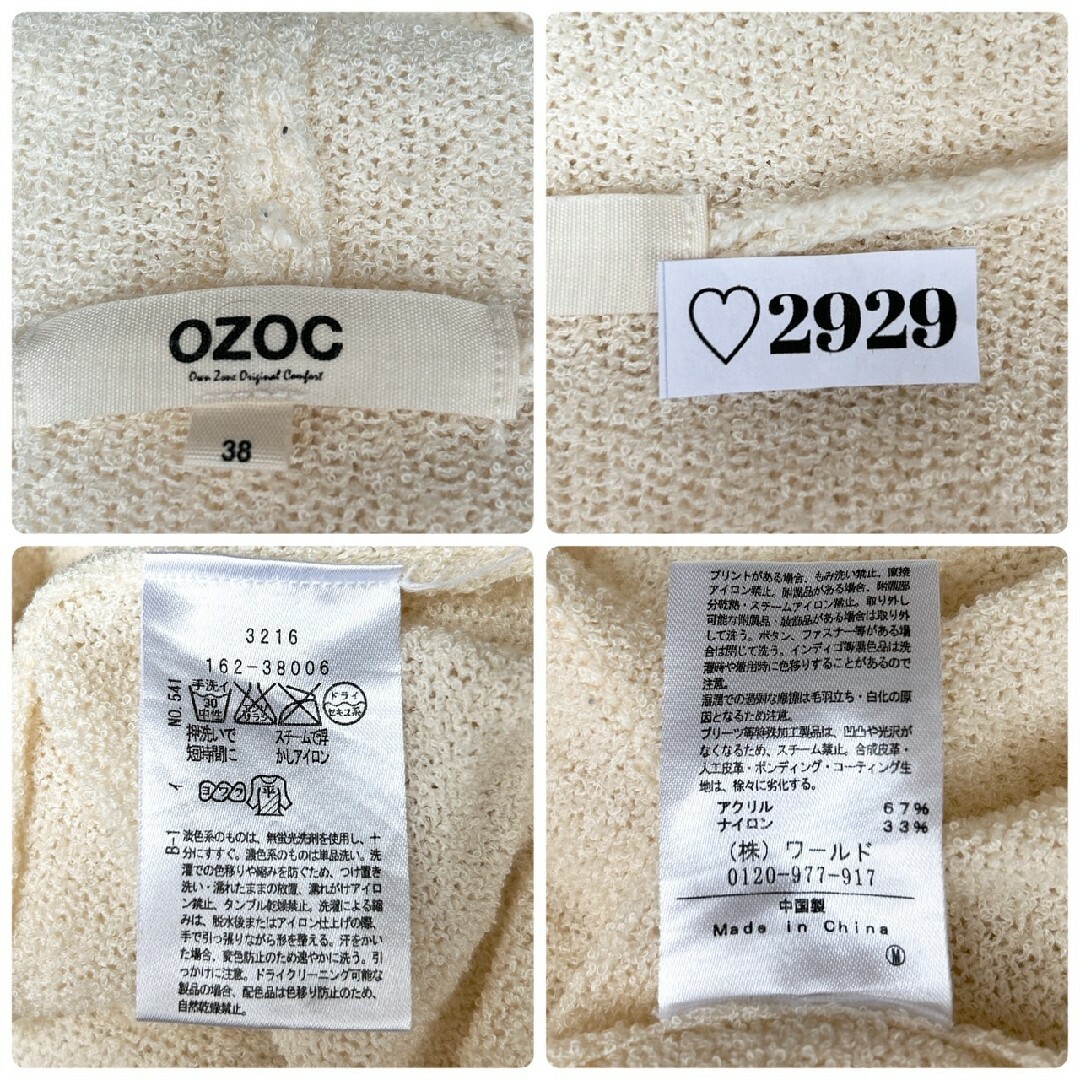 OZOC
Own Zone Original Comfort
38
♡2929
3216
162-38006
NO.541
手洗イ
30
中性
エンソ
サラシ
ドライ
セキユ系
押洗いで
短時間に
スチームで浮
かしアイロン
イ
ヨワク
平
B-1
淡色系のものは、無蛍光洗剤を使用し、十
分にすすぐ。濃色系のものは単品洗い。洗
濯での色移りや縮みを防ぐため、つけ置き
洗い・濡れたままの放置、濡れがけアイロ
ン禁止、タンブル乾燥禁止。洗濯による縮
みは、脱水後またはアイロン仕上げの際、
手で引っ張りながら形を整える。汗をかい
た場合、変色防止のため速やかに洗う。引
っかけに注意。ドライクリーニング可能な
製品の場合、配色品は色移り防止のため、
自然乾燥禁止。
プリントがある場合、もみ洗い禁止、直接
アイロン禁止。附属品がある場合、附属部
分乾熱・スチームアイロン禁止。取り外し
可能な附属品・装飾品がある場合は取り外
して洗う。ボタン、ファスナー等がある場
合は閉じて洗う。インディゴ等濃色品は洗
濯時や着用時に色移りすることがあるので
注意。
湿潤での過剰な摩擦は毛羽立ち・白化の原
因となるため注意。
プリーツ等特殊加工製品は、凹凸や光沢が
なくなるため、スチーム禁止。合成皮革・
人工皮革・ボンディング・コーティング生
地は、徐々に劣化する。
アクリル 67%
ナイロン 33%
(株) ワールド
0120-977-917
中国製
Made in China
M